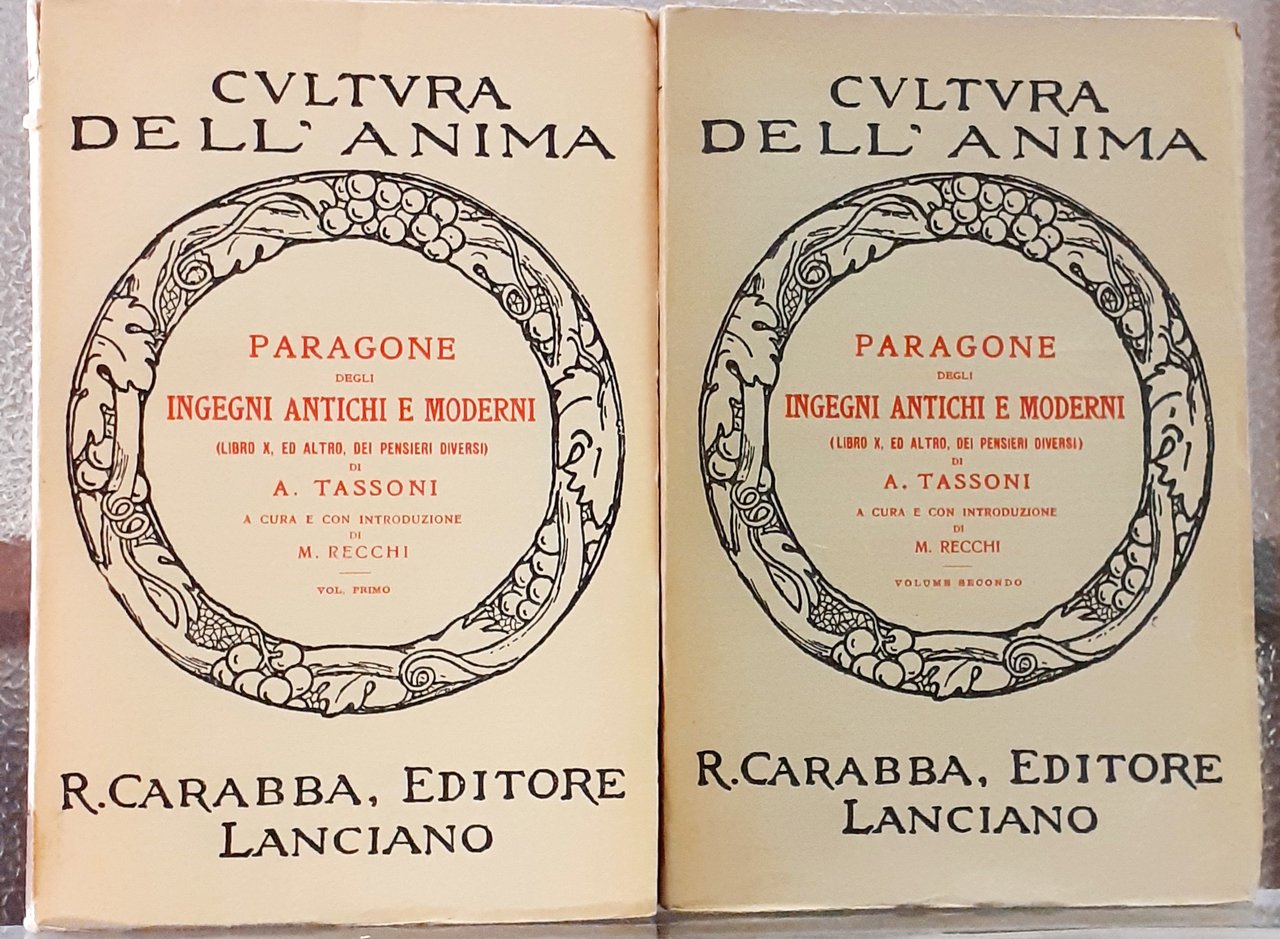 CVLTVRA
DELL' ANIMA
PARAGONE
DEGLI
INGEGNI ANTICHI E MODERNI
(LIBRO X, ED ALTRO, DEI PENSIERI DIVERSI)
DI
A. TASSONI
A CURA E CON INTRODUZIONE
DI
M. RECCHI
VOL. PRIMO
R. CARABBA, EDITORE
LANCIANO
CVLTVRA
DELL' ANIMA
PARAGONE
DEGLI
INGEGNI ANTICHI E MODERNI
(LIBRO X, ED ALTRO, DEI PENSIERI DIVERSI)
DI
A. TASSONI
A CURA E CON INTRODUZIONE
DI
M. RECCHI
VOLUME SECONDO
R. CARABBA, EDITORE
LANCIANO